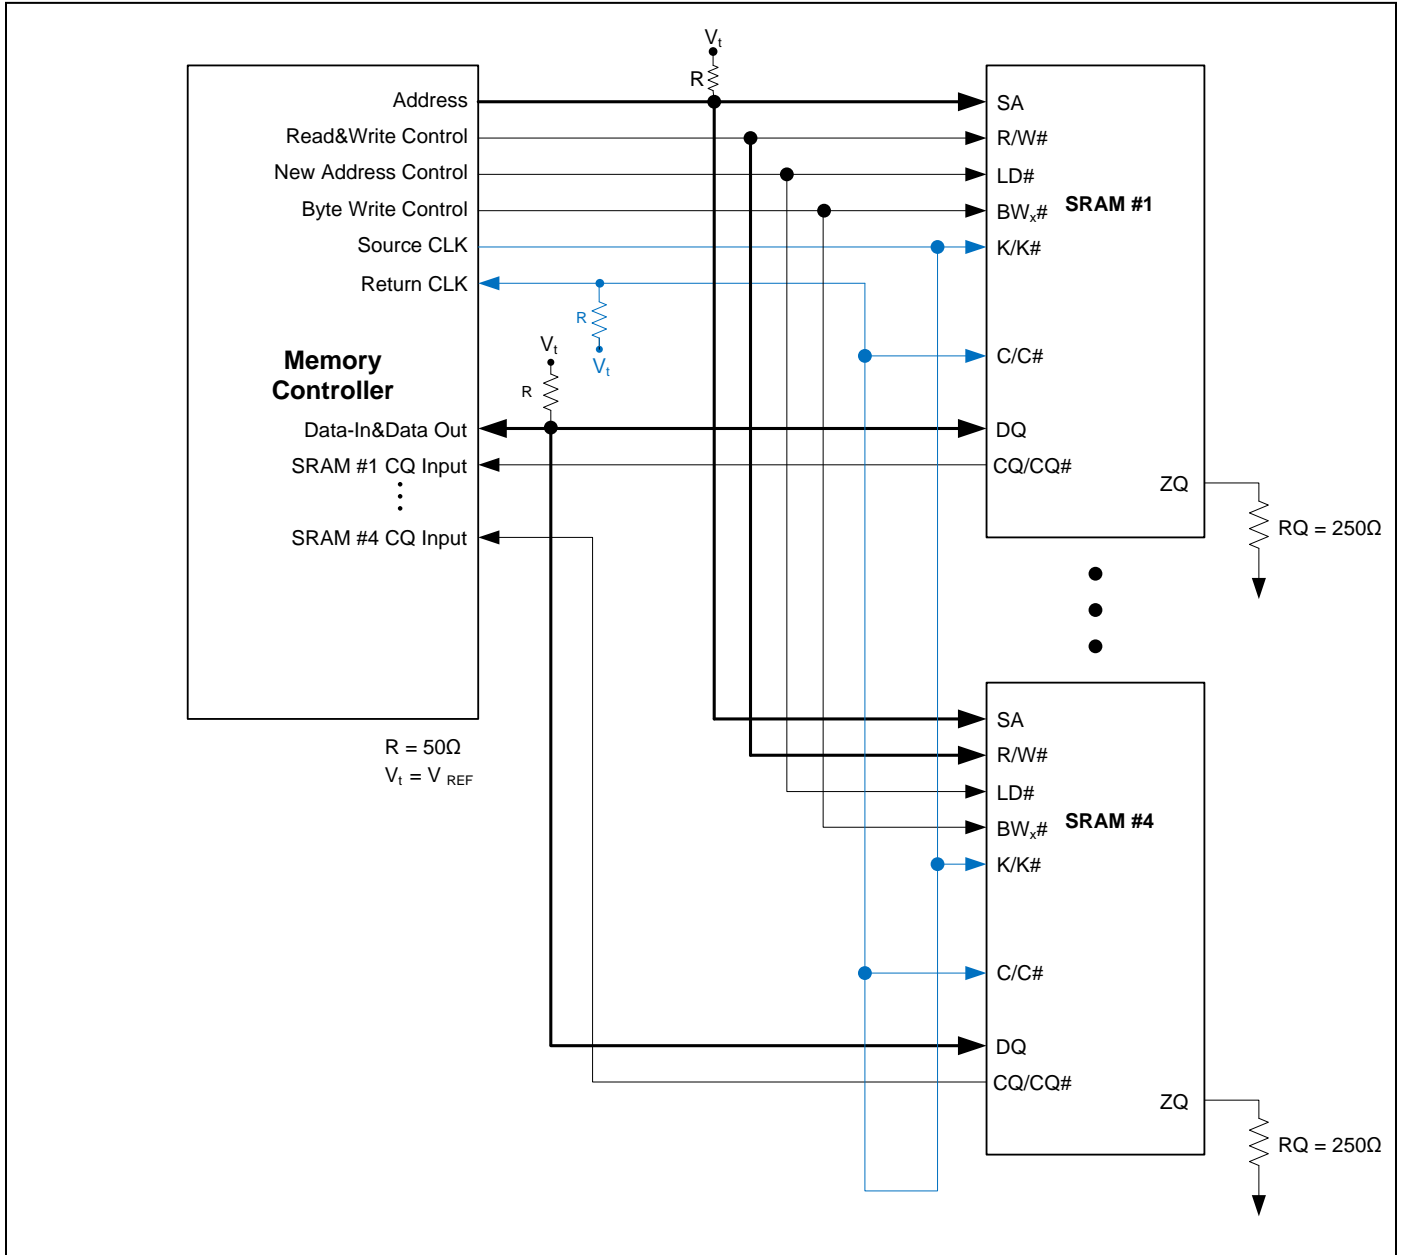 Vt
R
Address
Read&Write Control
New Address Control
Byte Write Control
Source CLK
Return CLK
R
Vt
Vt
R
Memory
Controller
Data-In&Data Out
SRAM #1 CQ Input
SRAM #4 CQ Input
R = 50Ω
Vt = V REF
SA
R/W#
LD#
BWx#
SRAM #1
K/K#
C/C#
DQ
CQ/CQ#
ZQ
RQ = 250Ω
SA
R/W#
LD#
BWx#
SRAM #4
K/K#
C/C#
DQ
CQ/CQ#
ZQ
RQ = 250Ω